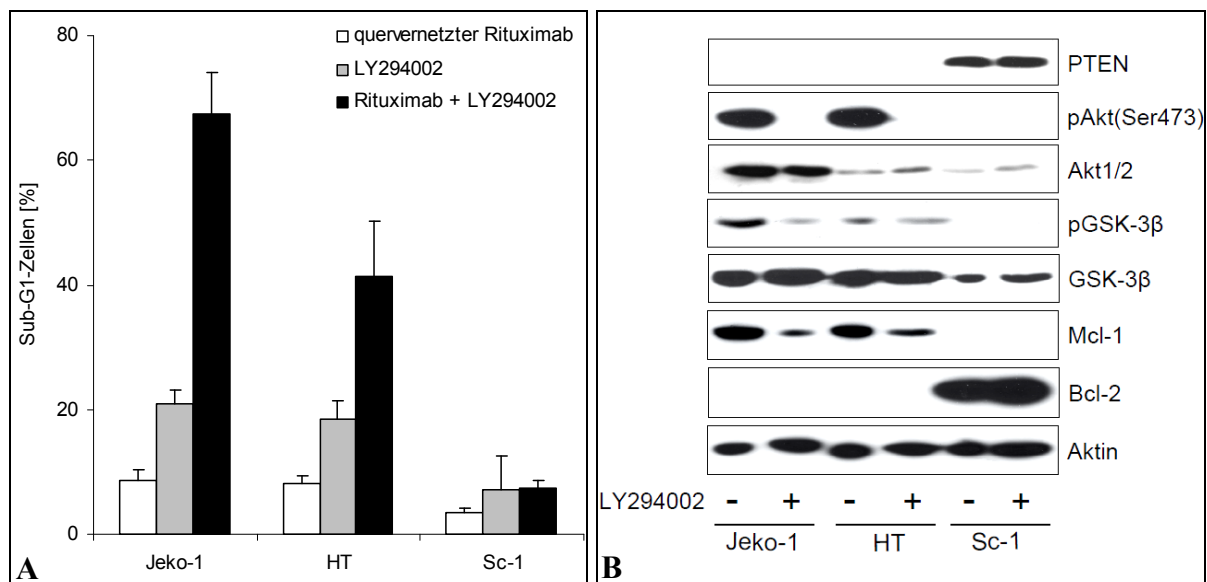 80
60
40
20
0
Sub-G1-Zellen [%]
quervernetzter Rituximab
LY294002
Rituximab + LY294002
Jeko-1 HT Sc-1
A
PTEN
pAkt(Ser473)
Akt1/2
pGSK-3β
GSK-3β
Mcl-1
Bcl-2
Aktin
LY294002 - + - + - +
Jeko-1 HT Sc-1
B